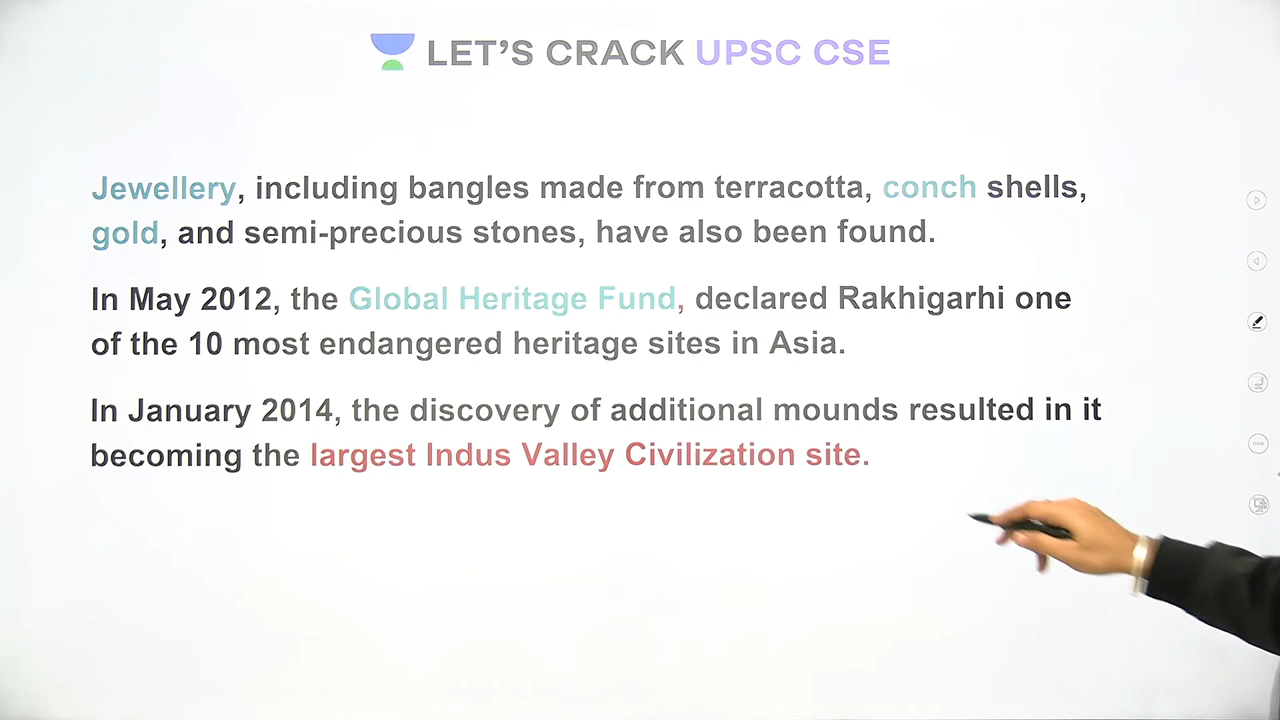 LET'S CRACK UPSC CSE
Jewellery, including bangles made from terracotta, conch shells,
gold, and semi-precious stones, have also been found.
In May 2012, the Global Heritage Fund, declared Rakhigarhi one
of the 10 most endangered heritage sites in Asia.
In January 2014, the discovery of additional mounds resulted in it
becoming the largest Indus Valley Civilization site.